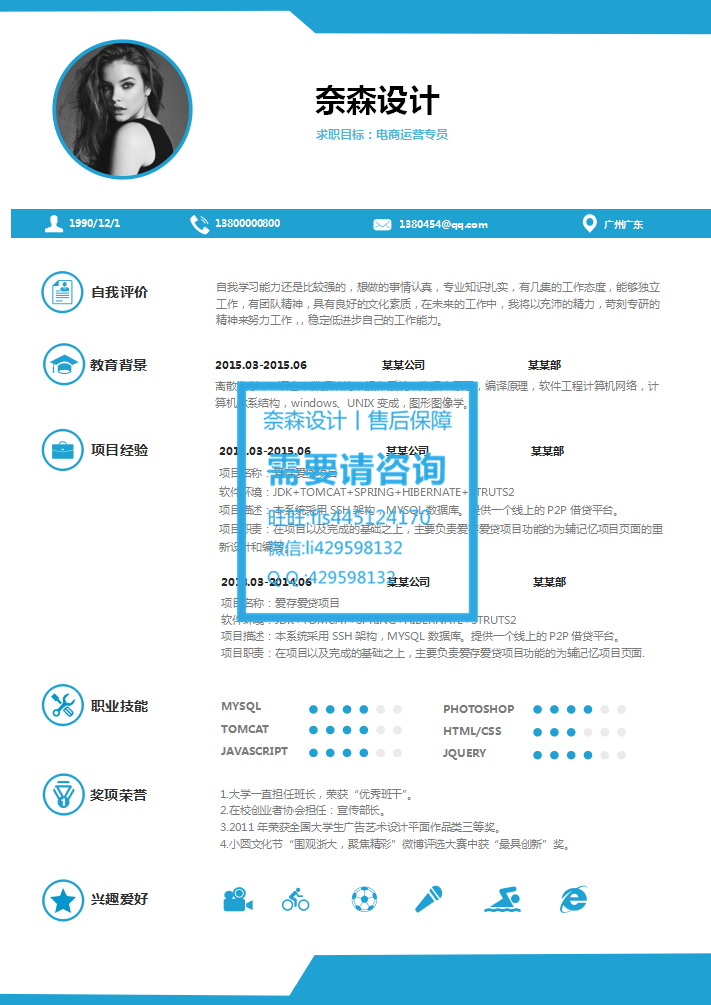 奈森设计
求职目标：电商运营专员
1990/12/1
13800000800
1380454@qq.com
广州广东
自我评价
自我学习能力还是比较强的，想做的事情认真，专业知识扎实，有几集的工作态度，能够独立
工作，有团队精神，具有良好的文化素质，在未来的工作中，我将以充沛的精力，苛刻专研的
精神来努力工作，，稳定低进步自己的工作能力。
教育背景
2015.03-2015.06 某某公司 某某部
离散 ，编译原理，软件工程计算机网络，计
算机 系结构，windows、UNIX 变成，图形图像学。
奈森设计丨售后保障
需要请咨询
旺旺:lls445124170
微信:li429598132
Q Q :429598132
项目经验
2015.03-2015.06 某某公司 某某部
项目名称：爱存爱贷项目
软件环境：JDK+TOMCAT+SPRING+HIBERNATE+STRUTS2
项目描述：本系统采用 SSH 架构，MYSQL 数据库。提供一个线上的 P2P 借贷平台。
项目职责：在项目以及完成的基础之上，主要负责爱存爱贷项目功能的为辅记忆项目页面的重
新设计和编
.03-2014.06 某某公司 某某部
项目名称：爱存爱贷项目
软件环境：JDK+TOMCAT+SPRING+HIBERNATE+STRUTS2
项目描述：本系统采用 SSH 架构，MYSQL 数据库。提供一个线上的 P2P 借贷平台。
项目职责：在项目以及完成的基础之上，主要负责爱存爱贷项目功能的为辅记忆项目页面.
职业技能
MYSQL
PHOTOSHOP
TOMCAT
HTML/CSS
JAVASCRIPT
JQUERY
奖项荣誉
1.大学一直担任班长，荣获“优秀班干”。
2.在校创业者协会担任：宣传部长。
3.2011 年荣获全国大学生广告艺术设计平面作品类三等奖。
4.小圆文化节“围观浙大，聚焦精彩”微博评选大赛中获“最具创新”奖。
兴趣爱好